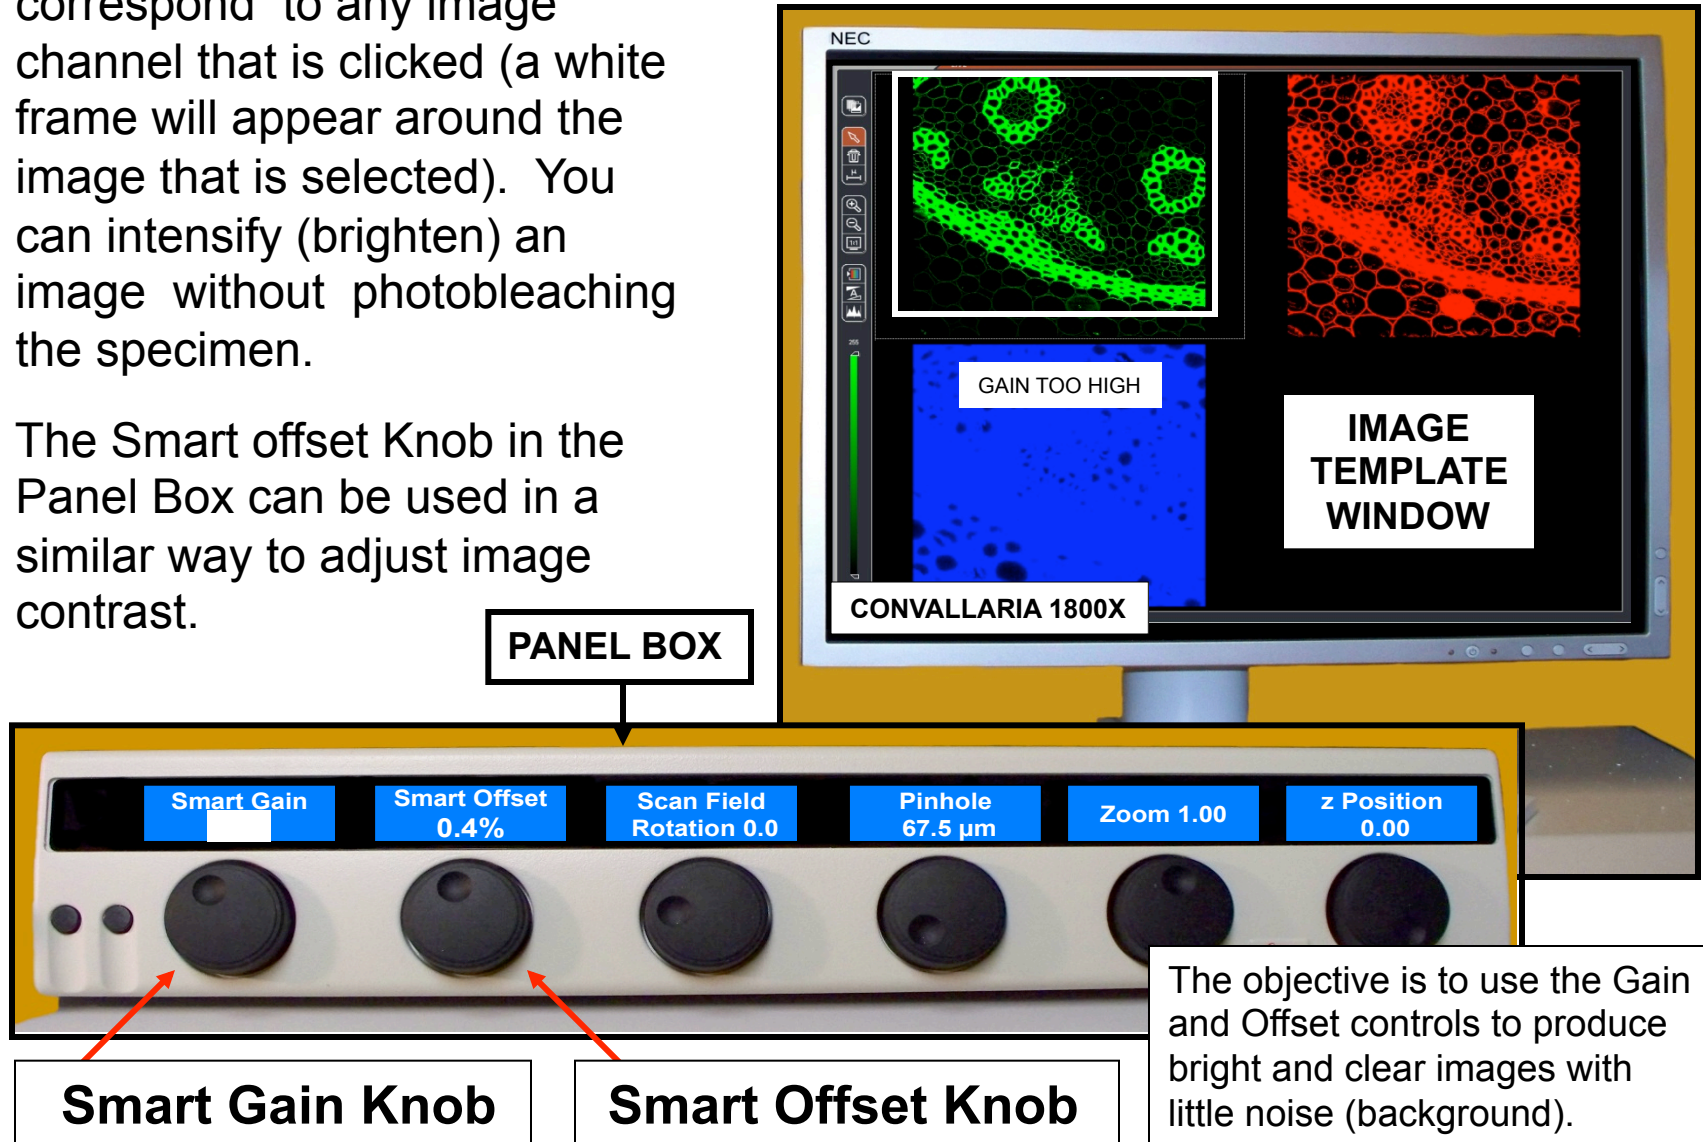 correspond to any image
channel that is clicked (a white
frame will appear around the
image that is selected). You
can intensify (brighten) an
image without photobleaching
the specimen.
The Smart offset Knob in the
Panel Box can be used in a
similar way to adjust image
contrast.
NEC
255
GAIN TOO HIGH
IMAGE
TEMPLATE
WINDOW
CONVALLARIA 1800X
PANEL BOX
Smart Gain
Smart Offset
0.4%
Scan Field
Rotation 0.0
Pinhole
67.5 µm
Zoom 1.00
z Position
0.00
Smart Gain Knob
Smart Offset Knob
The objective is to use the Gain
and Offset controls to produce
bright and clear images with
little noise (background).